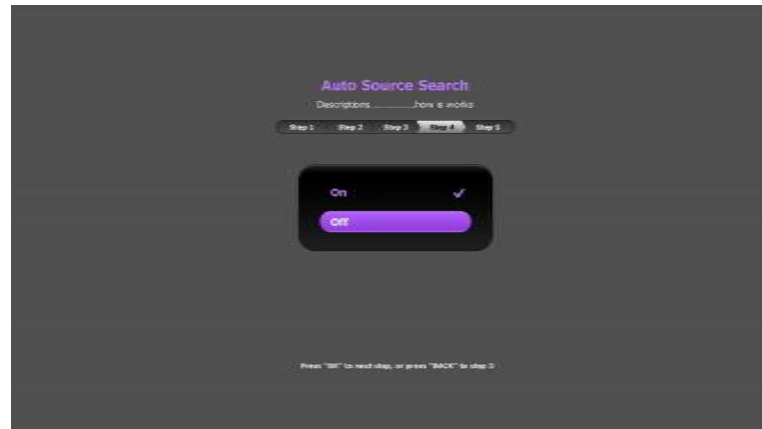 Auto Source Search
Descriptions..............how is works
Step 1 Step 2 Step 3 Step 4 Step 5
On
Off
Press "OK" to next step, or press "BACK" to step 3